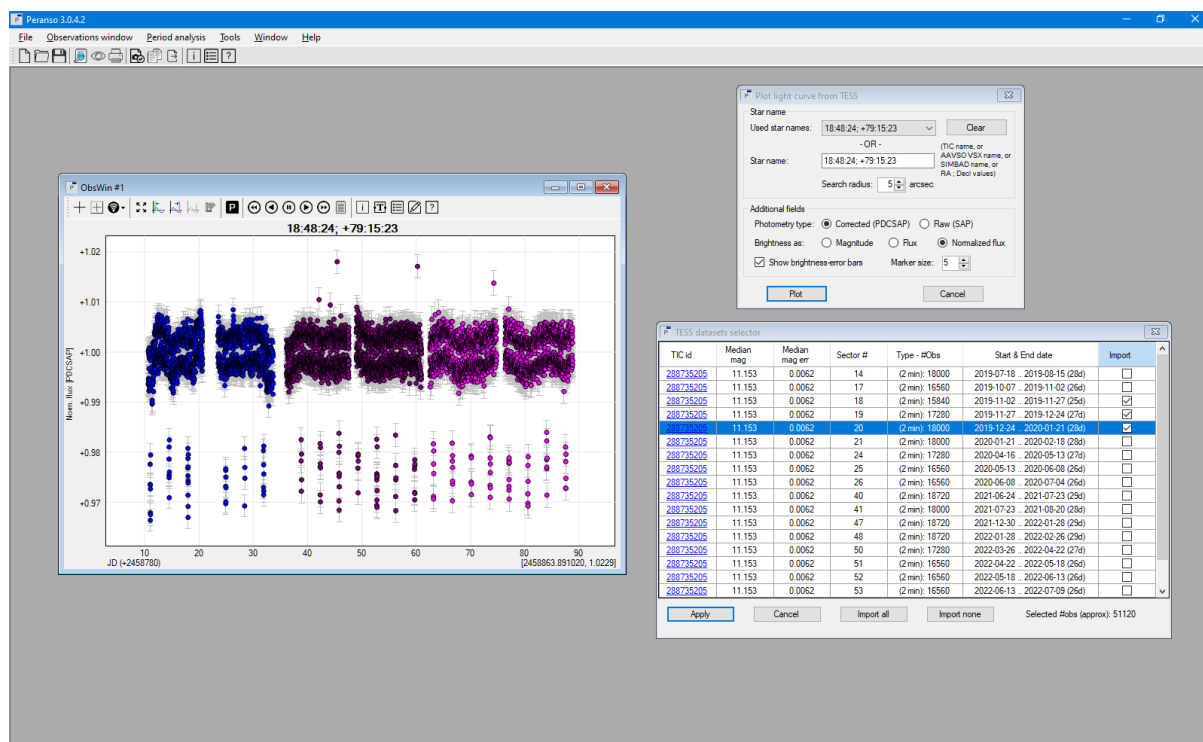 Peranso 3.0.4.2
File Observations window Period analysis Tools Window Help
Plot light curve from TESS
Star name
Used star names: 18:48:24; +79:15:23 Clear
- OR -
(TIC name, or
AAVSO VSX name, or
SIMBAD name, or
RA ; Decl values)
Star name: 18:48:24; +79:15:23
Search radius: 5 arcsec
Additional fields
Photometry type: Corrected (PDCSAP) Raw (SAP)
Brightness as: Magnitude Flux Normalized flux
Show brightness-error bars Marker size: 5
Plot Cancel
ObsWin #1
18:48:24; +79:15:23
+1.02
+1.01
+1.00
+0.99
+0.98
+0.97
Norm. flux [PDCSAP]
10 20 30 40 50 60 70 80 90
JD (+2458780) [2458863.891020, 1.0229]
TESS datasets selector
TIC id Median mag Median mag err Sector # Type - #Obs Start & End date Import
288735205 11.153 0.0062 14 (2 min): 18000 2019-07-18 .. 2019-08-15 (28d)
288735205 11.153 0.0062 17 (2 min): 16560 2019-10-07 .. 2019-11-02 (26d)
288735205 11.153 0.0062 18 (2 min): 15840 2019-11-02 .. 2019-11-27 (25d)
288735205 11.153 0.0062 19 (2 min): 17280 2019-11-27 .. 2019-12-24 (27d)
288735205 11.153 0.0062 20 (2 min): 18000 2019-12-24 .. 2020-01-21 (28d)
288735205 11.153 0.0062 21 (2 min): 18000 2020-01-21 .. 2020-02-18 (28d)
288735205 11.153 0.0062 24 (2 min): 17280 2020-04-16 .. 2020-05-13 (27d)
288735205 11.153 0.0062 25 (2 min): 16560 2020-05-13 .. 2020-06-08 (26d)
288735205 11.153 0.0062 26 (2 min): 16560 2020-06-08 .. 2020-07-04 (26d)
288735205 11.153 0.0062 40 (2 min): 18720 2021-06-24 .. 2021-07-23 (29d)
288735205 11.153 0.0062 41 (2 min): 18000 2021-07-23 .. 2021-08-20 (28d)
288735205 11.153 0.0062 47 (2 min): 18720 2021-12-30 .. 2022-01-28 (29d)
288735205 11.153 0.0062 48 (2 min): 18720 2022-01-28 .. 2022-02-26 (29d)
288735205 11.153 0.0062 50 (2 min): 17280 2022-03-26 .. 2022-04-22 (27d)
288735205 11.153 0.0062 51 (2 min): 16560 2022-04-22 .. 2022-05-18 (26d)
288735205 11.153 0.0062 52 (2 min): 16560 2022-05-18 .. 2022-06-13 (26d)
288735205 11.153 0.0062 53 (2 min): 16560 2022-06-13 .. 2022-07-09 (26d)
Apply Cancel Import all Import none Selected #obs (approx): 51120